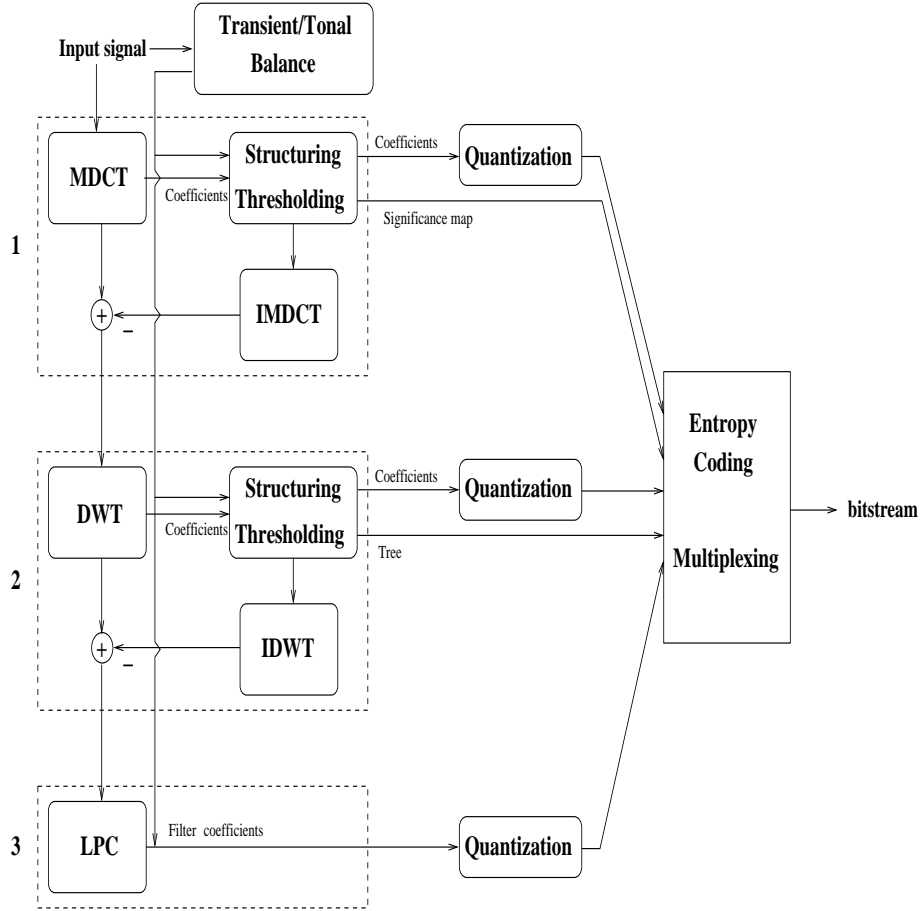 Transient/Tonal
Balance
Input signal
1
MDCT
Coefficients
Structuring
Thresholding
Coefficients
Quantization
Significance map
IMDCT
+
−
2
DWT
Coefficients
Structuring
Thresholding
Coefficients
Quantization
Tree
IDWT
+
−
Entropy
Coding
Multiplexing
bitstream
3
LPC
Filter coefficients
Quantization